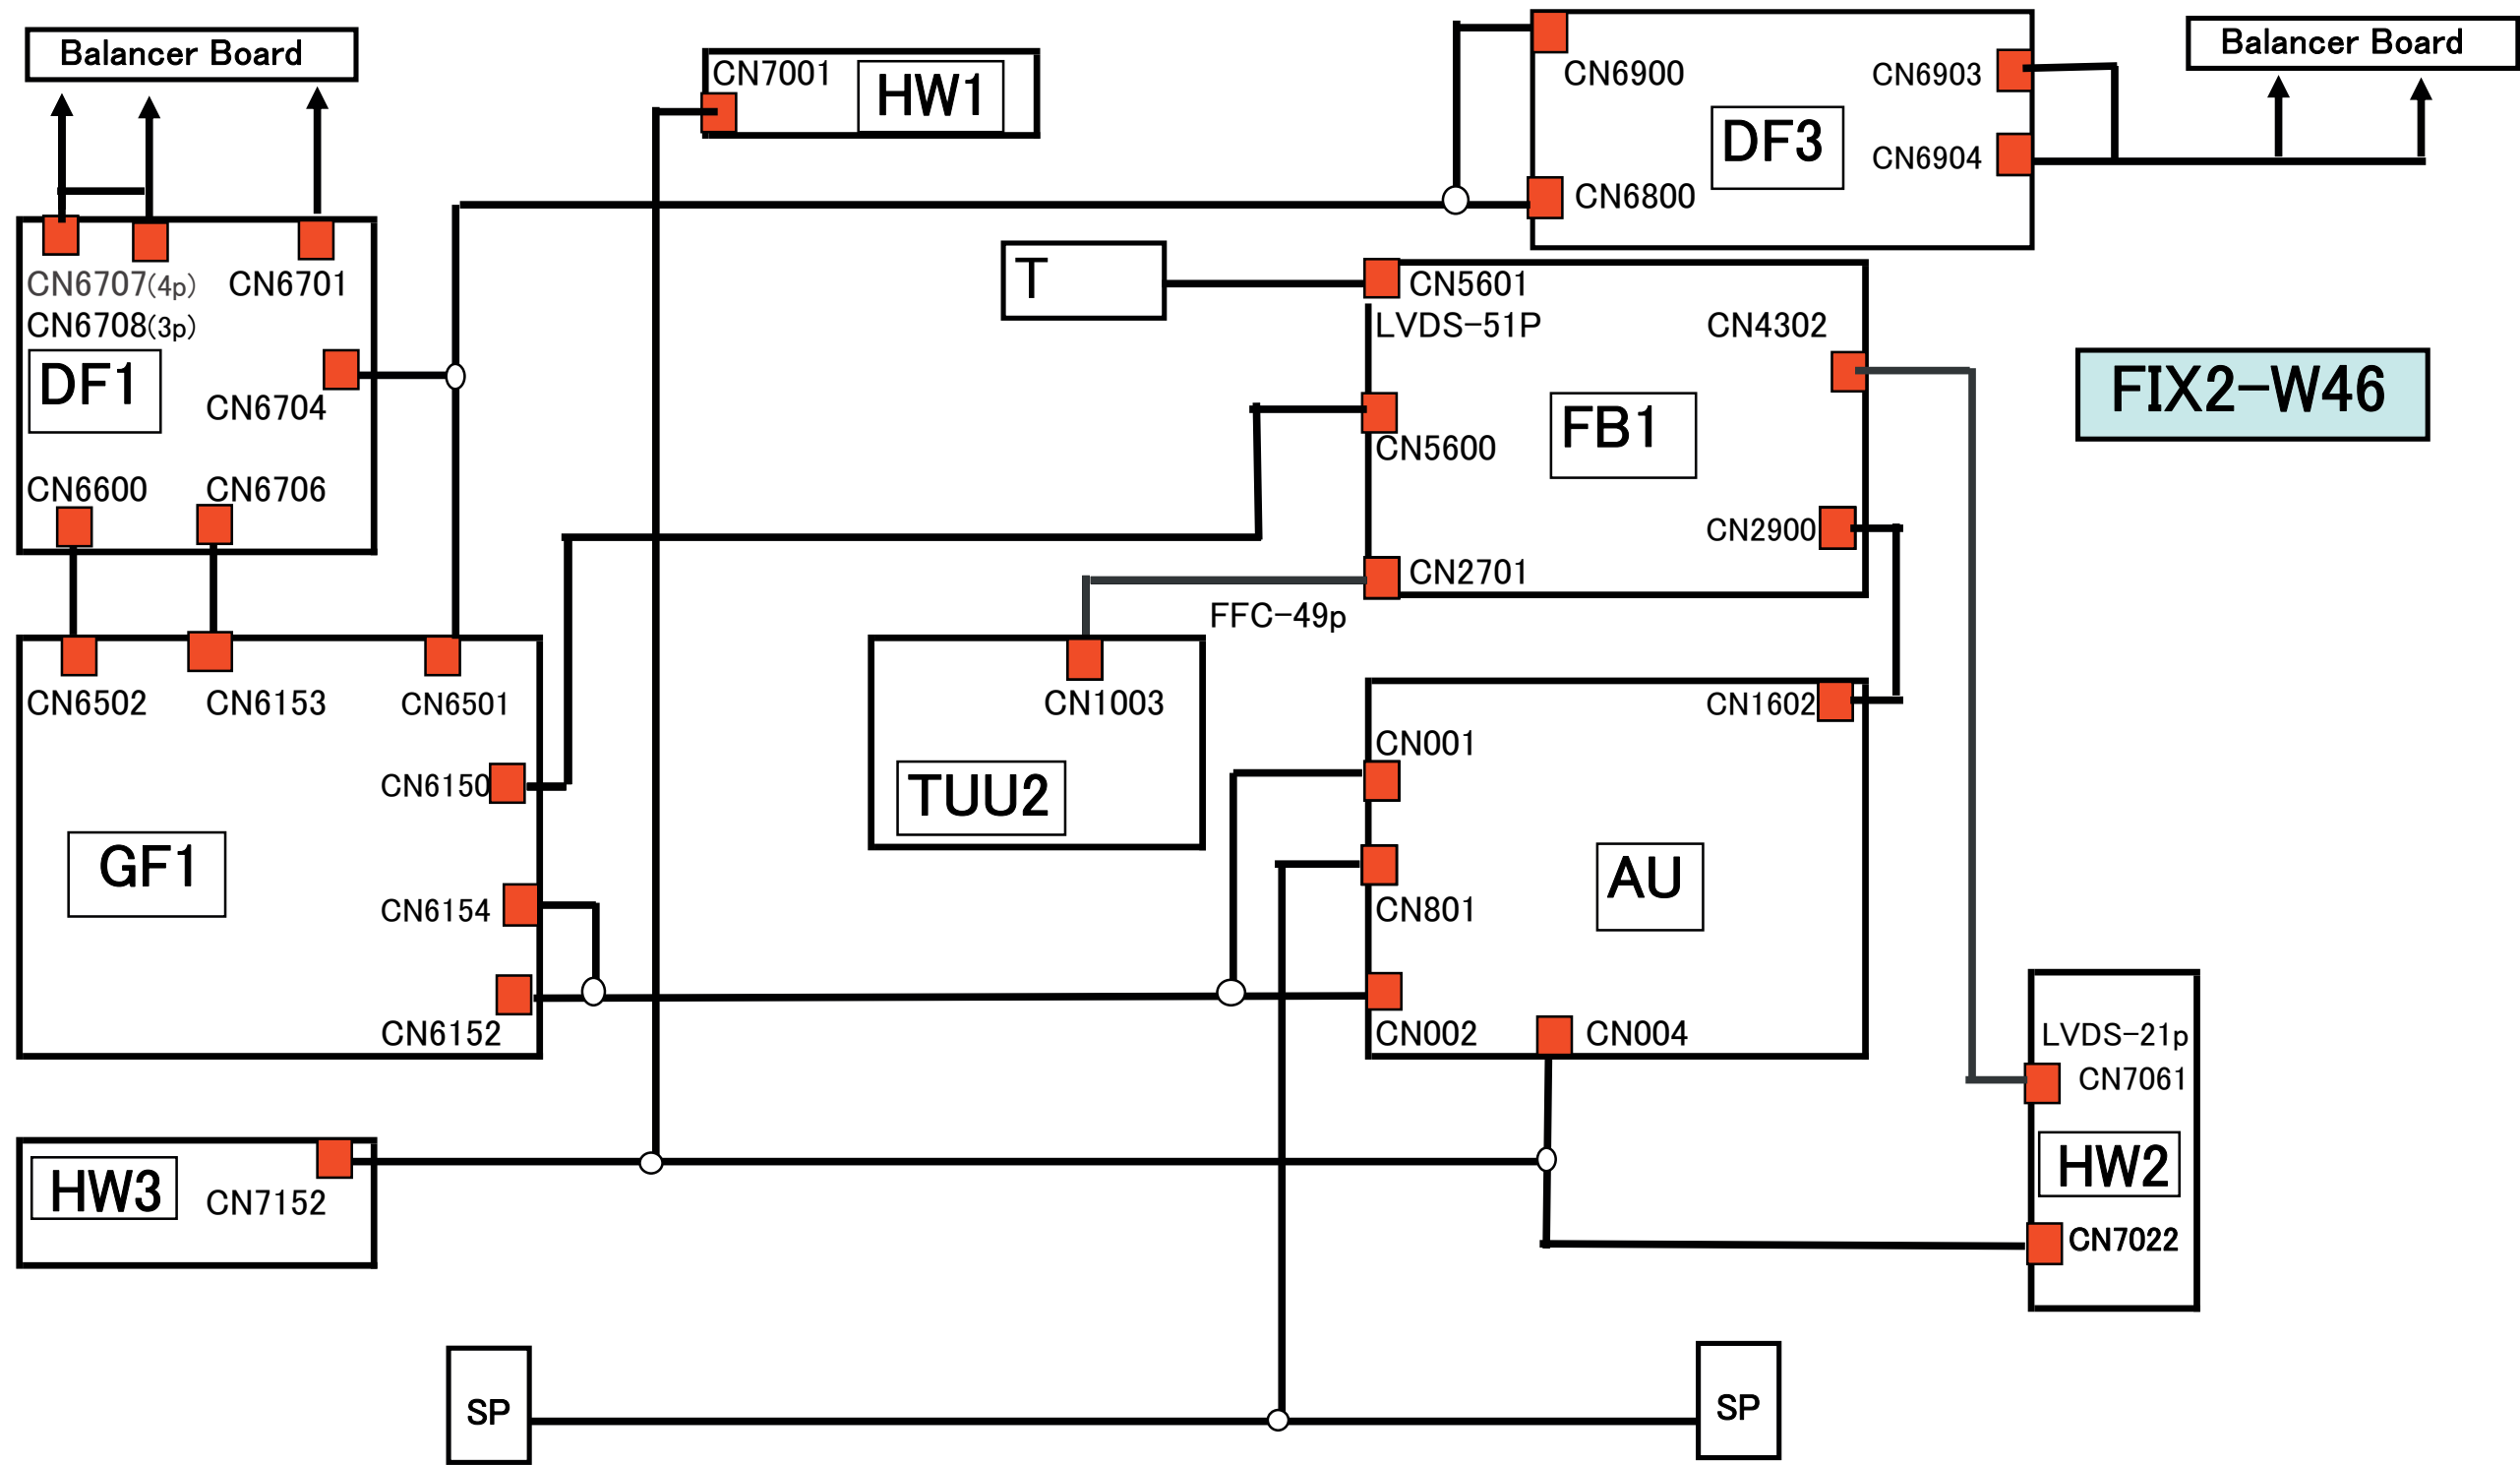 Balancer Board
CN7001
HW1
CN6900
CN6903
DF3
CN6904
CN6800
Balancer Board
CN6707(4p)
CN6701
CN6708(3p)
DF1
CN6704
CN6600
CN6706
T
CN5601
LVDS-51P
CN4302
FB1
CN5600
CN2900
CN2701
FFC-49p
FIX2-W46
CN6502
CN6153
CN6501
CN6150
GF1
CN6154
CN6152
CN1003
TUU2
CN1602
CN001
AU
CN801
CN002
CN004
LVDS-21p
CN7061
HW2
CN7022
HW3
CN7152
SP
SP